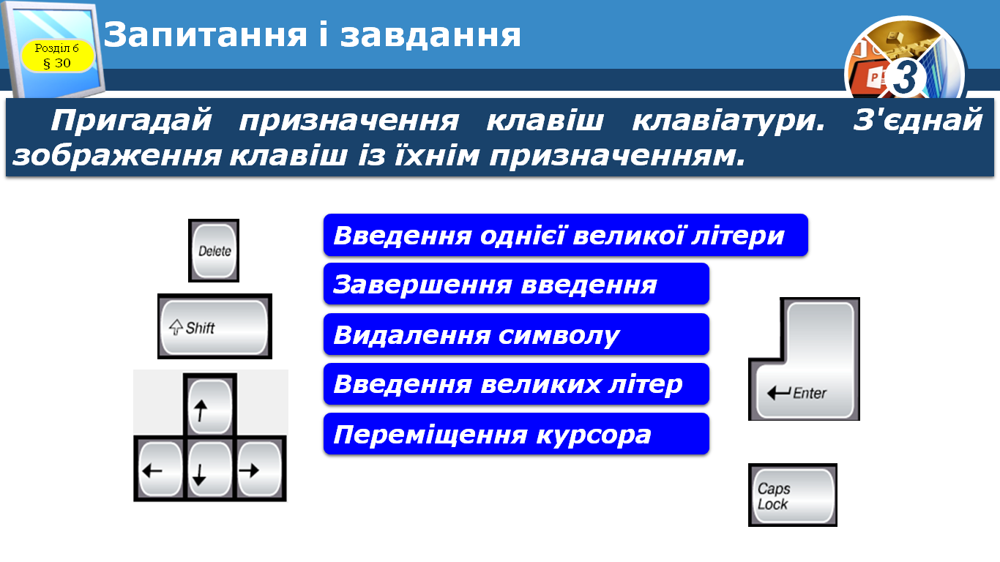 Розділ 6
§ 30
Запитання і завдання
3
Пригадай призначення клавіш клавіатури. З'єднай
зображення клавіш із їхнім призначенням.
Delete
Shift
Введення однієї великої літери
Завершення введення
Видалення символу
Введення великих літер
Переміщення курсора
Enter
Caps
Lock